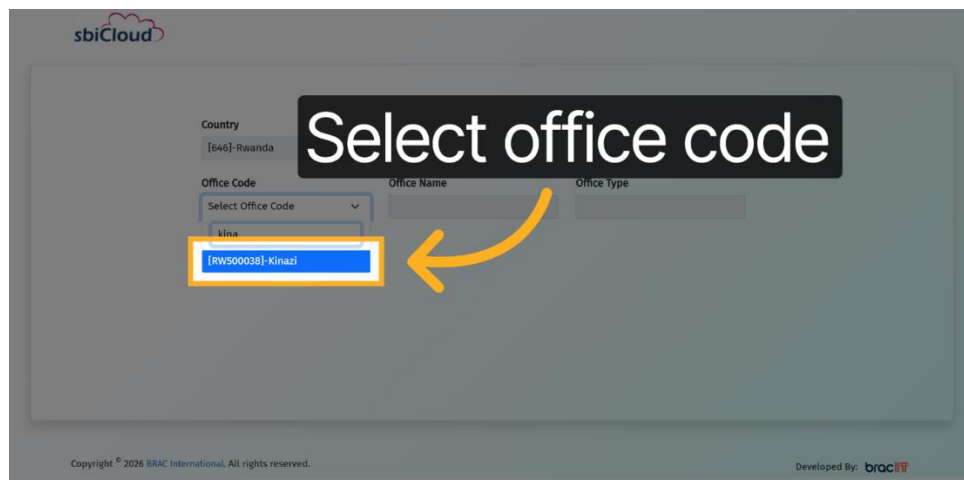 sbiCloud
Select office code
Country
[646]-Rwanda
Office Code
Office Name
Office Type
Select Office Code
kina
[RW500038]-Kinazi
Copyright © 2026 BRAC International. All rights reserved.
Developed By: bracIT